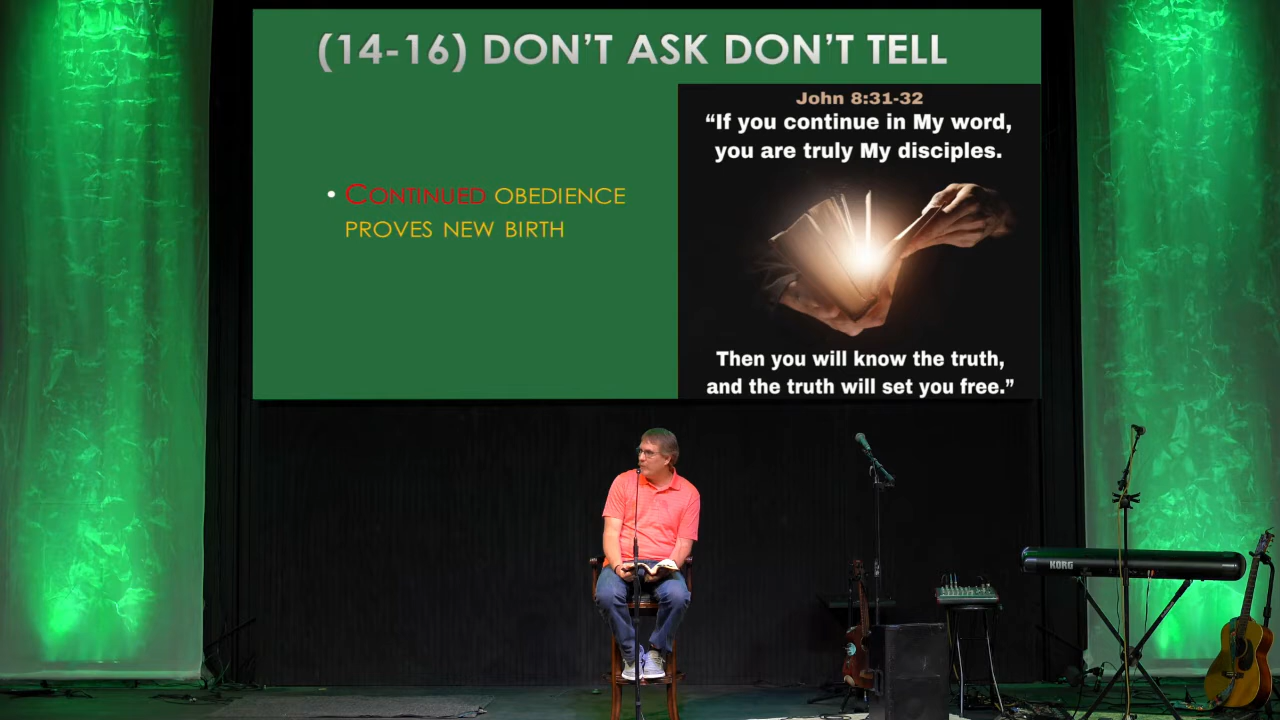 (14-16) DON'T ASK DON'T TELL
• CONTINUED OBEDIENCE
PROVES NEW BIRTH
John 8:31-32
“If you continue in My word,
you are truly My disciples.
Then you will know the truth,
and the truth will set you free.”
KORG